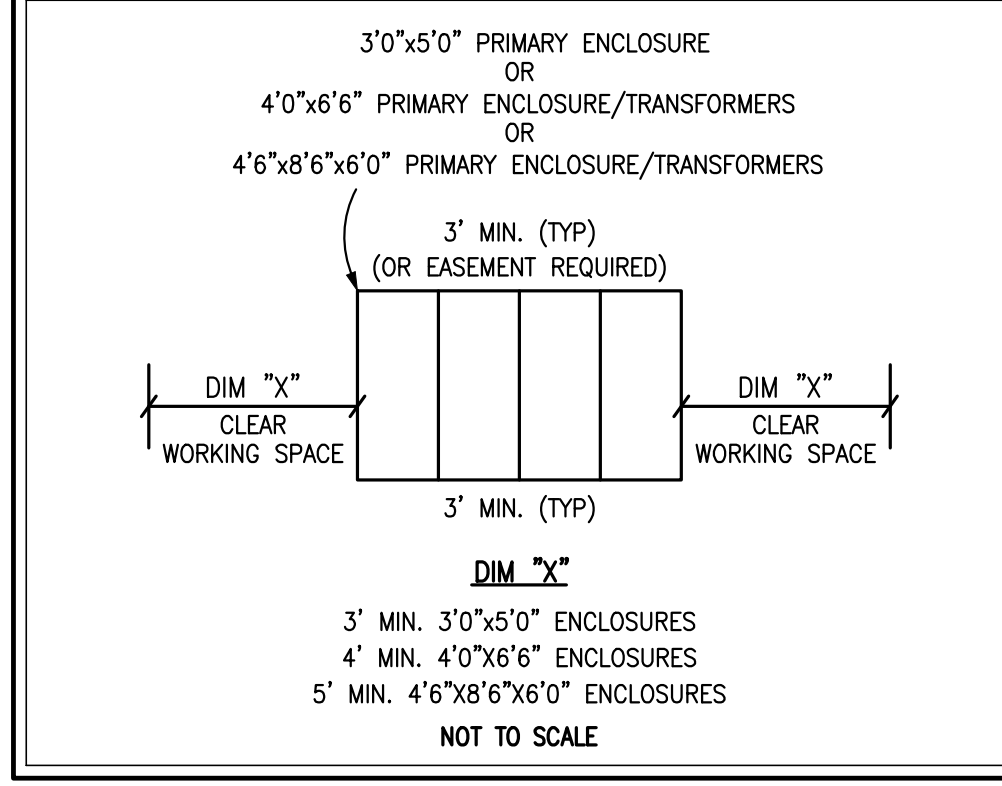 3'0"x5'0" PRIMARY ENCLOSURE
OR
4'0"x6'6" PRIMARY ENCLOSURE/TRANSFORMERS
OR
4'6"x8'6"x6'0" PRIMARY ENCLOSURE/TRANSFORMERS
3' MIN. (TYP)
(OR EASEMENT REQUIRED)
DIM "X"
CLEAR
WORKING SPACE
DIM "X"
CLEAR
WORKING SPACE
3' MIN. (TYP)
DIM "X"
3' MIN. 3'0"x5'0" ENCLOSURES
4' MIN. 4'0"X6'6" ENCLOSURES
5' MIN. 4'6"X8'6"X6'0" ENCLOSURES
NOT TO SCALE